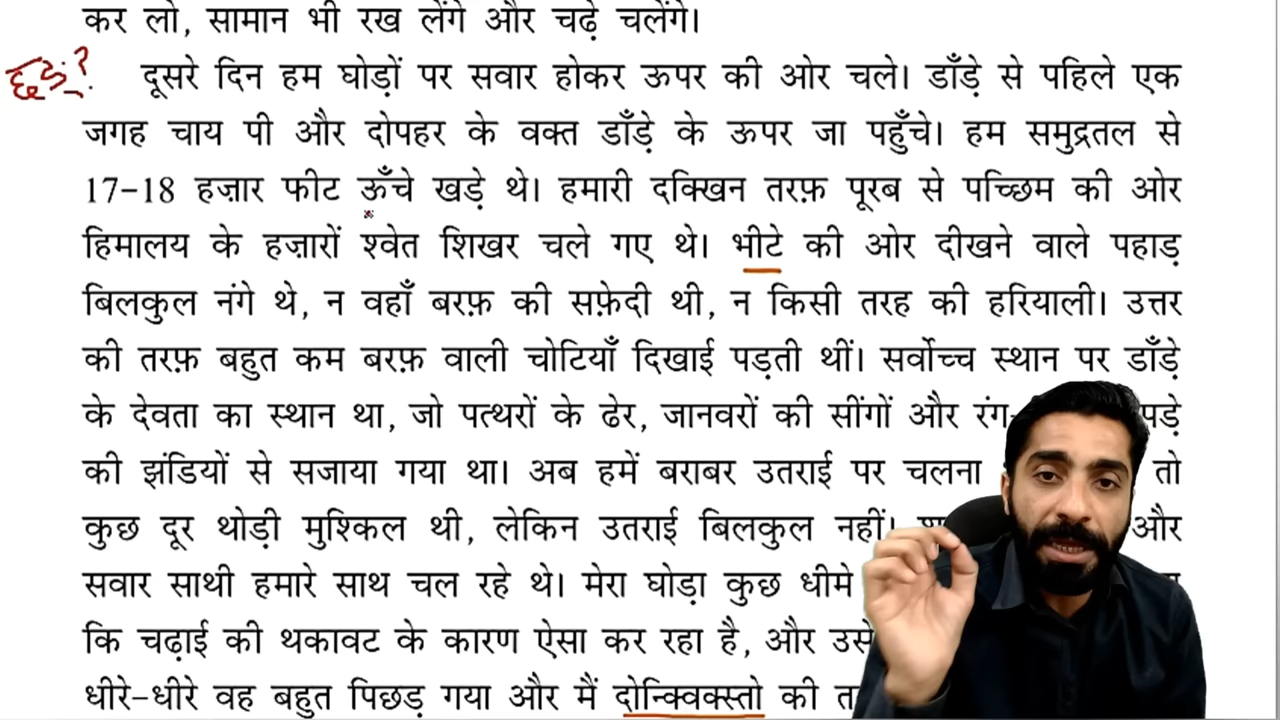 कर लो, सामान भी रख लेंगे और चढ़े चलेंगे।
दूसरे दिन हम घोड़ों पर सवार होकर ऊपर की ओर चले। डाँड़े से पहिले एक
जगह चाय पी और दोपहर के वक्त डाँड़े के ऊपर जा पहुँचे। हम समुद्रतल से
17-18 हज़ार फीट ऊँचे खड़े थे। हमारी दक्खिन तरफ़ पूरब से पच्छिम की ओर
हिमालय के हज़ारों श्वेत शिखर चले गए थे। भीटे की ओर दीखने वाले पहाड़
बिलकुल नंगे थे, न वहाँ बरफ़ की सफ़ेदी थी, न किसी तरह की हरियाली। उत्तर
की तरफ़ बहुत कम बरफ़ वाली चोटियाँ दिखाई पड़ती थीं। सर्वोच्च स्थान पर डाँड़े
के देवता का स्थान था, जो पत्थरों के ढेर, जानवरों की सींगों और रंग-
की झंडियों से सजाया गया था। अब हमें बराबर उतराई पर चलना तो
कुछ दूर थोड़ी मुश्किल थी, लेकिन उतराई बिलकुल नहीं। और
सवार साथी हमारे साथ चल रहे थे। मेरा घोड़ा कुछ धीमे
कि चढ़ाई की थकावट के कारण ऐसा कर रहा है, और उसे
धीरे-धीरे वह बहुत पिछड़ गया और मैं दोन्क्विक्स्तो की